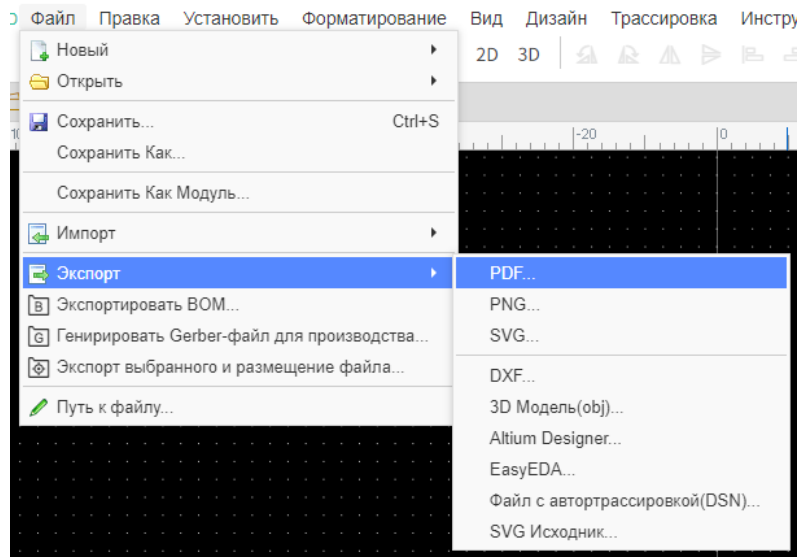 Файл Правка Установить Форматирование Вид Дизайн Трассировка
Новый
2D 3D
Открыть
Сохранить... Ctrl+S
-20 0
Сохранить Как...
Сохранить Как Модуль...
Импорт
Экспорт
PDF...
Экспортировать BOM...
PNG...
Генирировать Gerber-файл для производства...
SVG...
Экспорт выбранного и размещение файла...
DXF...
Путь к файлу...
3D Модель(obj)...
Altium Designer...
EasyEDA...
Файл с автортрассировкой(DSN)...
SVG Исходник...